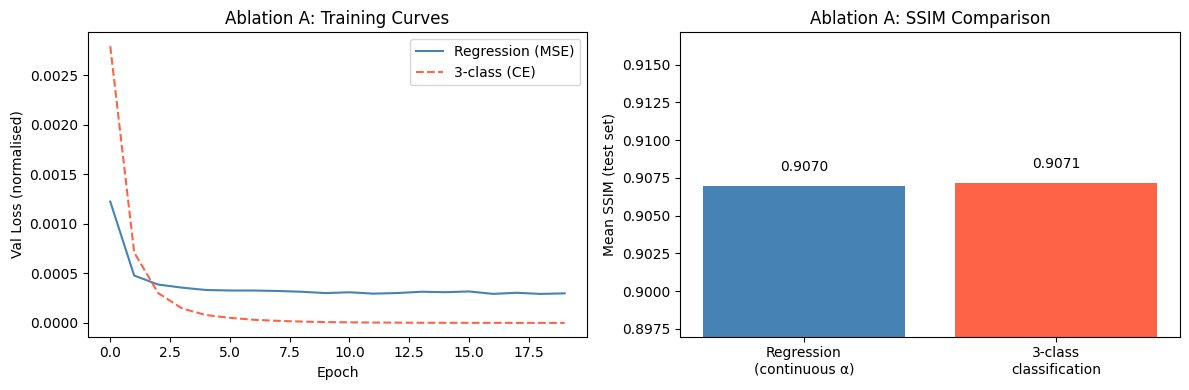 Ablation A: Training Curves
Val Loss (normalised)
0.0025
0.0020
0.0015
0.0010
0.0005
0.0000
Regression (MSE)
3-class (CE)
0.0 2.5 5.0 7.5 10.0 12.5 15.0 17.5
Epoch
Ablation A: SSIM Comparison
Mean SSIM (test set)
0.9150
0.9125
0.9100
0.9075
0.9050
0.9025
0.9000
0.8975
0.9070
0.9071
Regression
(continuous α)
3-class
classification